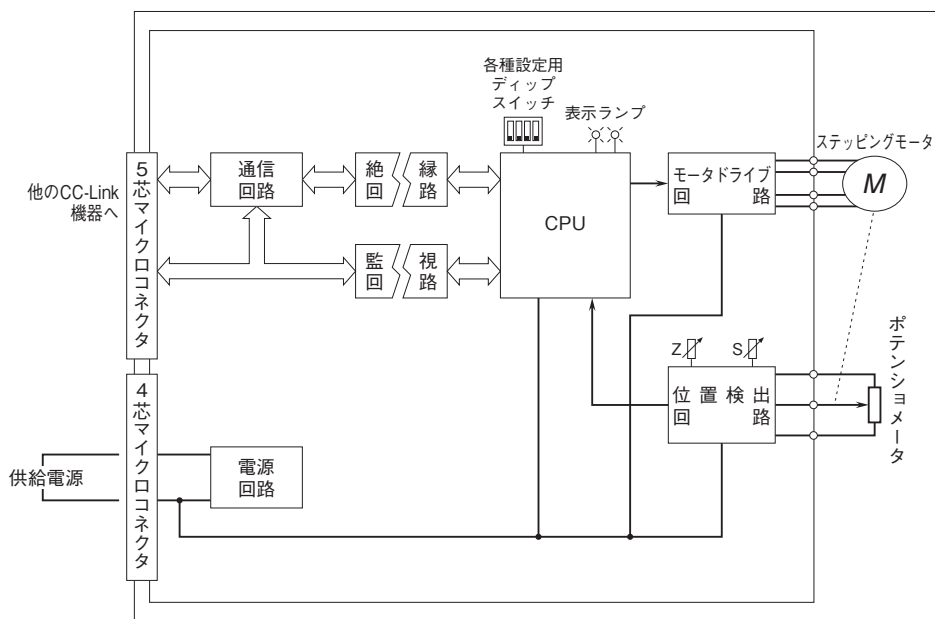 各種設定用
ディップ
スイッチ
表示ランプ
ステッピングモータ
他のCC-Link
機器へ
5芯マイクロコネクタ
通信
回路
絶 縁
回 路
CPU
モータドライブ
回 路
M
監 視
回 路
Z
S
位置検出
回 路
ポテンショメータ
4芯マイクロコネクタ
供給電源
電源
回路